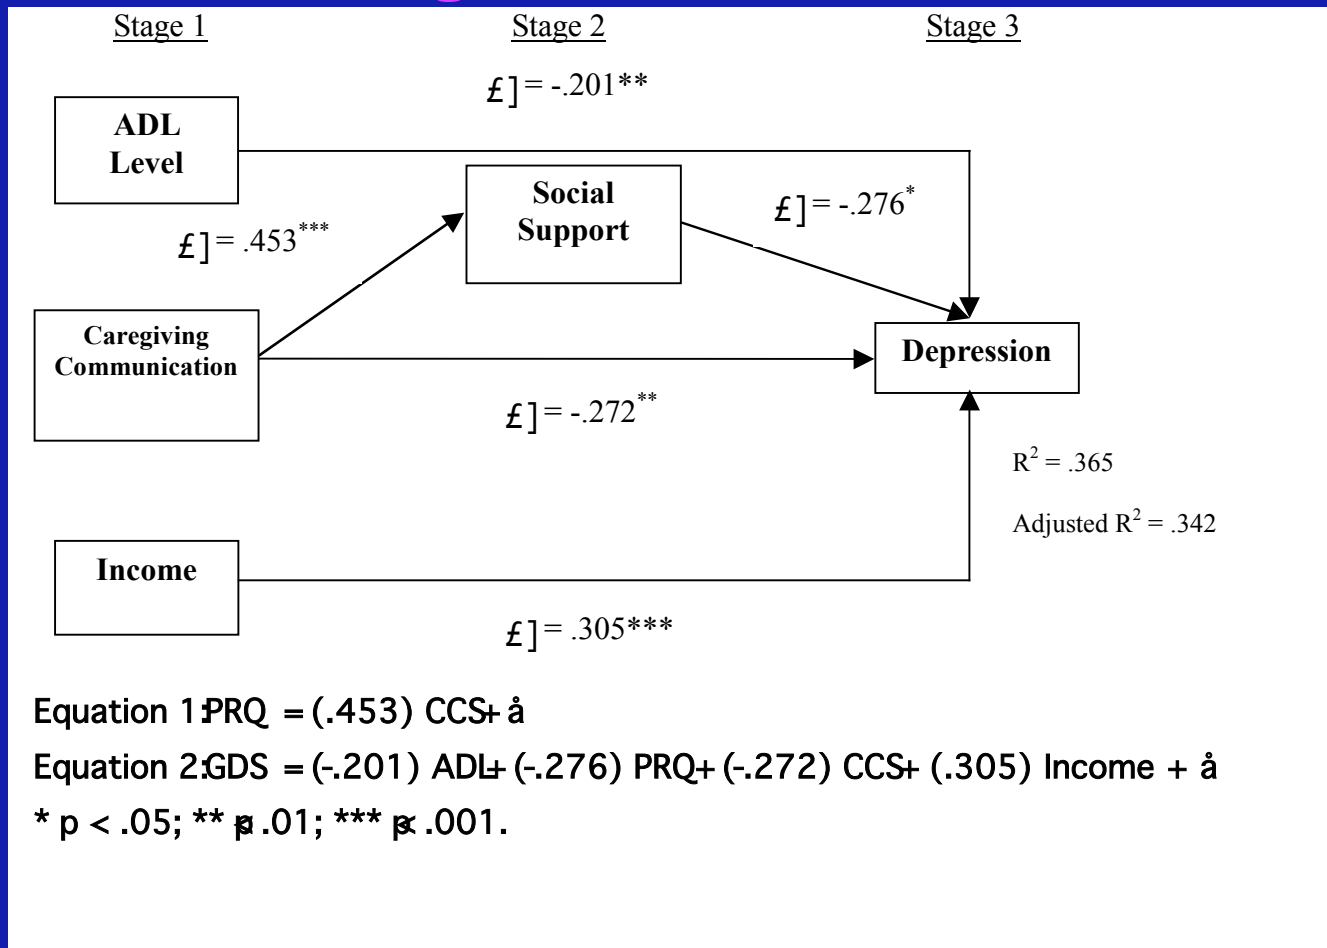 Stage 1 Stage 2 Stage 3
£] = -.201**
ADL
Level
Social
Support
£] = -.276*
£] = .453***
Caregiving
Communication
Depression
£] = -.272**
R² = .365
Adjusted R² = .342
Income
£] = .305***
Equation 1:PRQ = (.453) CCS+ å
Equation 2:GDS = (-.201) ADL+ (-.276) PRQ+ (-.272) CCS+ (.305) Income + å
* p < .05; ** p< .01; *** p< .001.